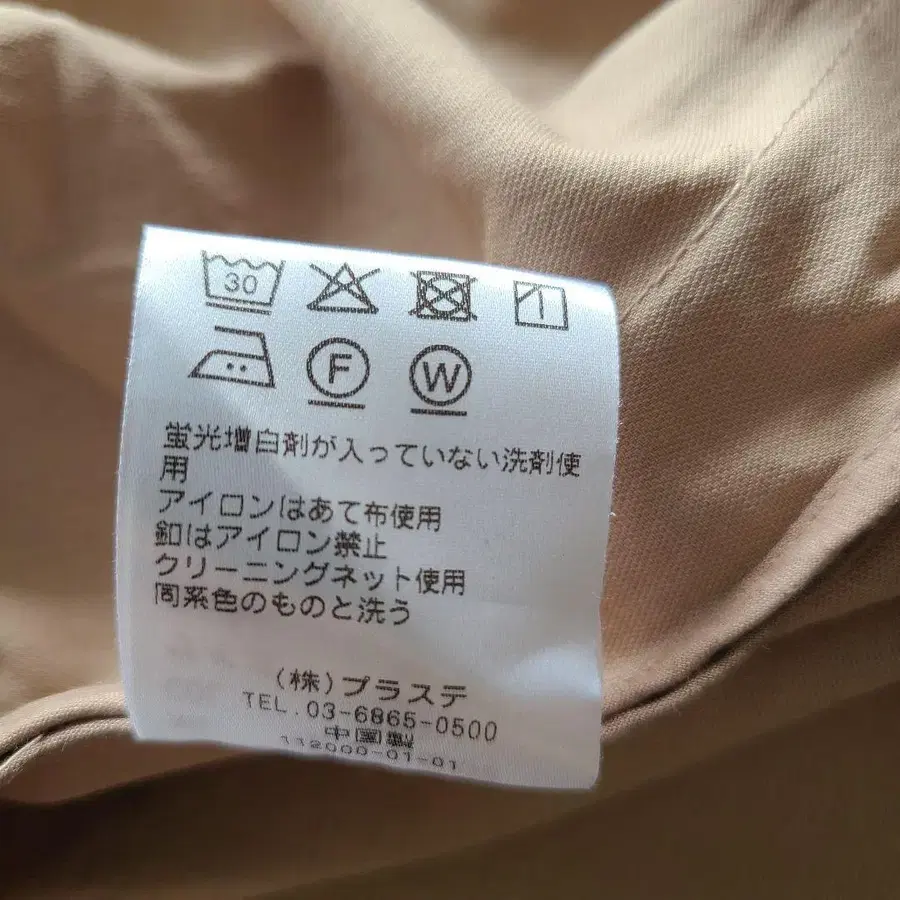 30
F W
蛍光増白剤が入っていない洗剤使
用
アイロンはあて布使用
釦はアイロン禁止
クリーニングネット使用
同系色のものと洗う
(株)プラステ
TEL.03-6865-0500
中国製
112000-01-01